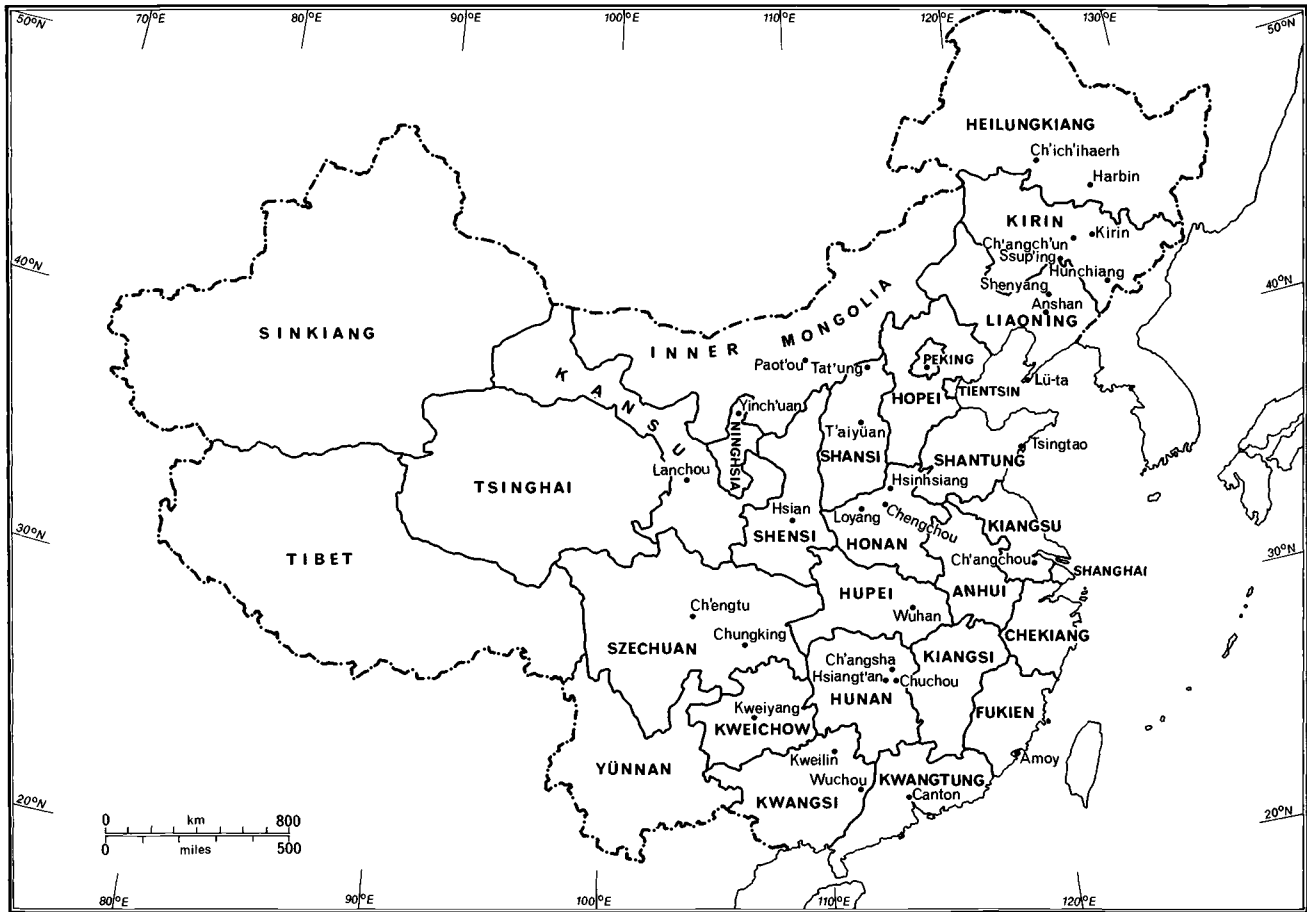 50°N
70°E
80°E
90°E
100°E
110°E
120°E
130°E
50°N
HEILUNGKIANG
Ch'ich'ihaerh
Harbin
KIRIN
Kirin
Ch'angch'un
Ssup'ing
Hunchiang
Shenyang
Anshan
LIAONING
40°N
40°N
SINKIANG
INNER MONGOLIA
Paot'ou
Tat'ung
PEKING
Lü-ta
TIENTSIN
HOPEI
KANSU
Yinch'uan
NINGHSIA
T'aiyüan
SHANSI
Tsingtao
SHANTUNG
Lanchou
TSINGHAI
Hsinhsiang
Hsian
Loyang
Chengchou
SHENSI
HONAN
KIANGSU
30°N
30°N
TIBET
Ch'angchou
SHANGHAI
HUPEI
ANHUI
Wuhan
Ch'engtu
Chungking
CHEKIANG
SZECHUAN
KIANGSI
Ch'angsha
Hsiangt'an
Chuchou
HUNAN
Kweiyang
KWEICHOW
FUKIEN
Amoy
YÜNNAN
Kweilin
Wuchou
KWANGTUNG
Canton
KWANGSI
20°N
20°N
0 km 800
0 miles 500
80°E
90°E
100°E
110°E
120°E